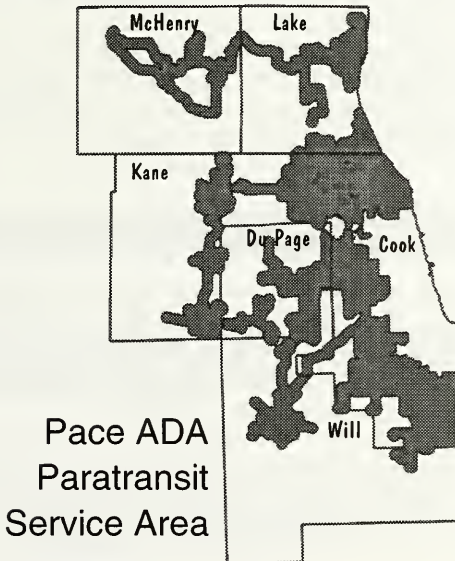 McHenry
Lake
Kane
Du Page
Cook
Will
Pace ADA
Paratransit
Service Area